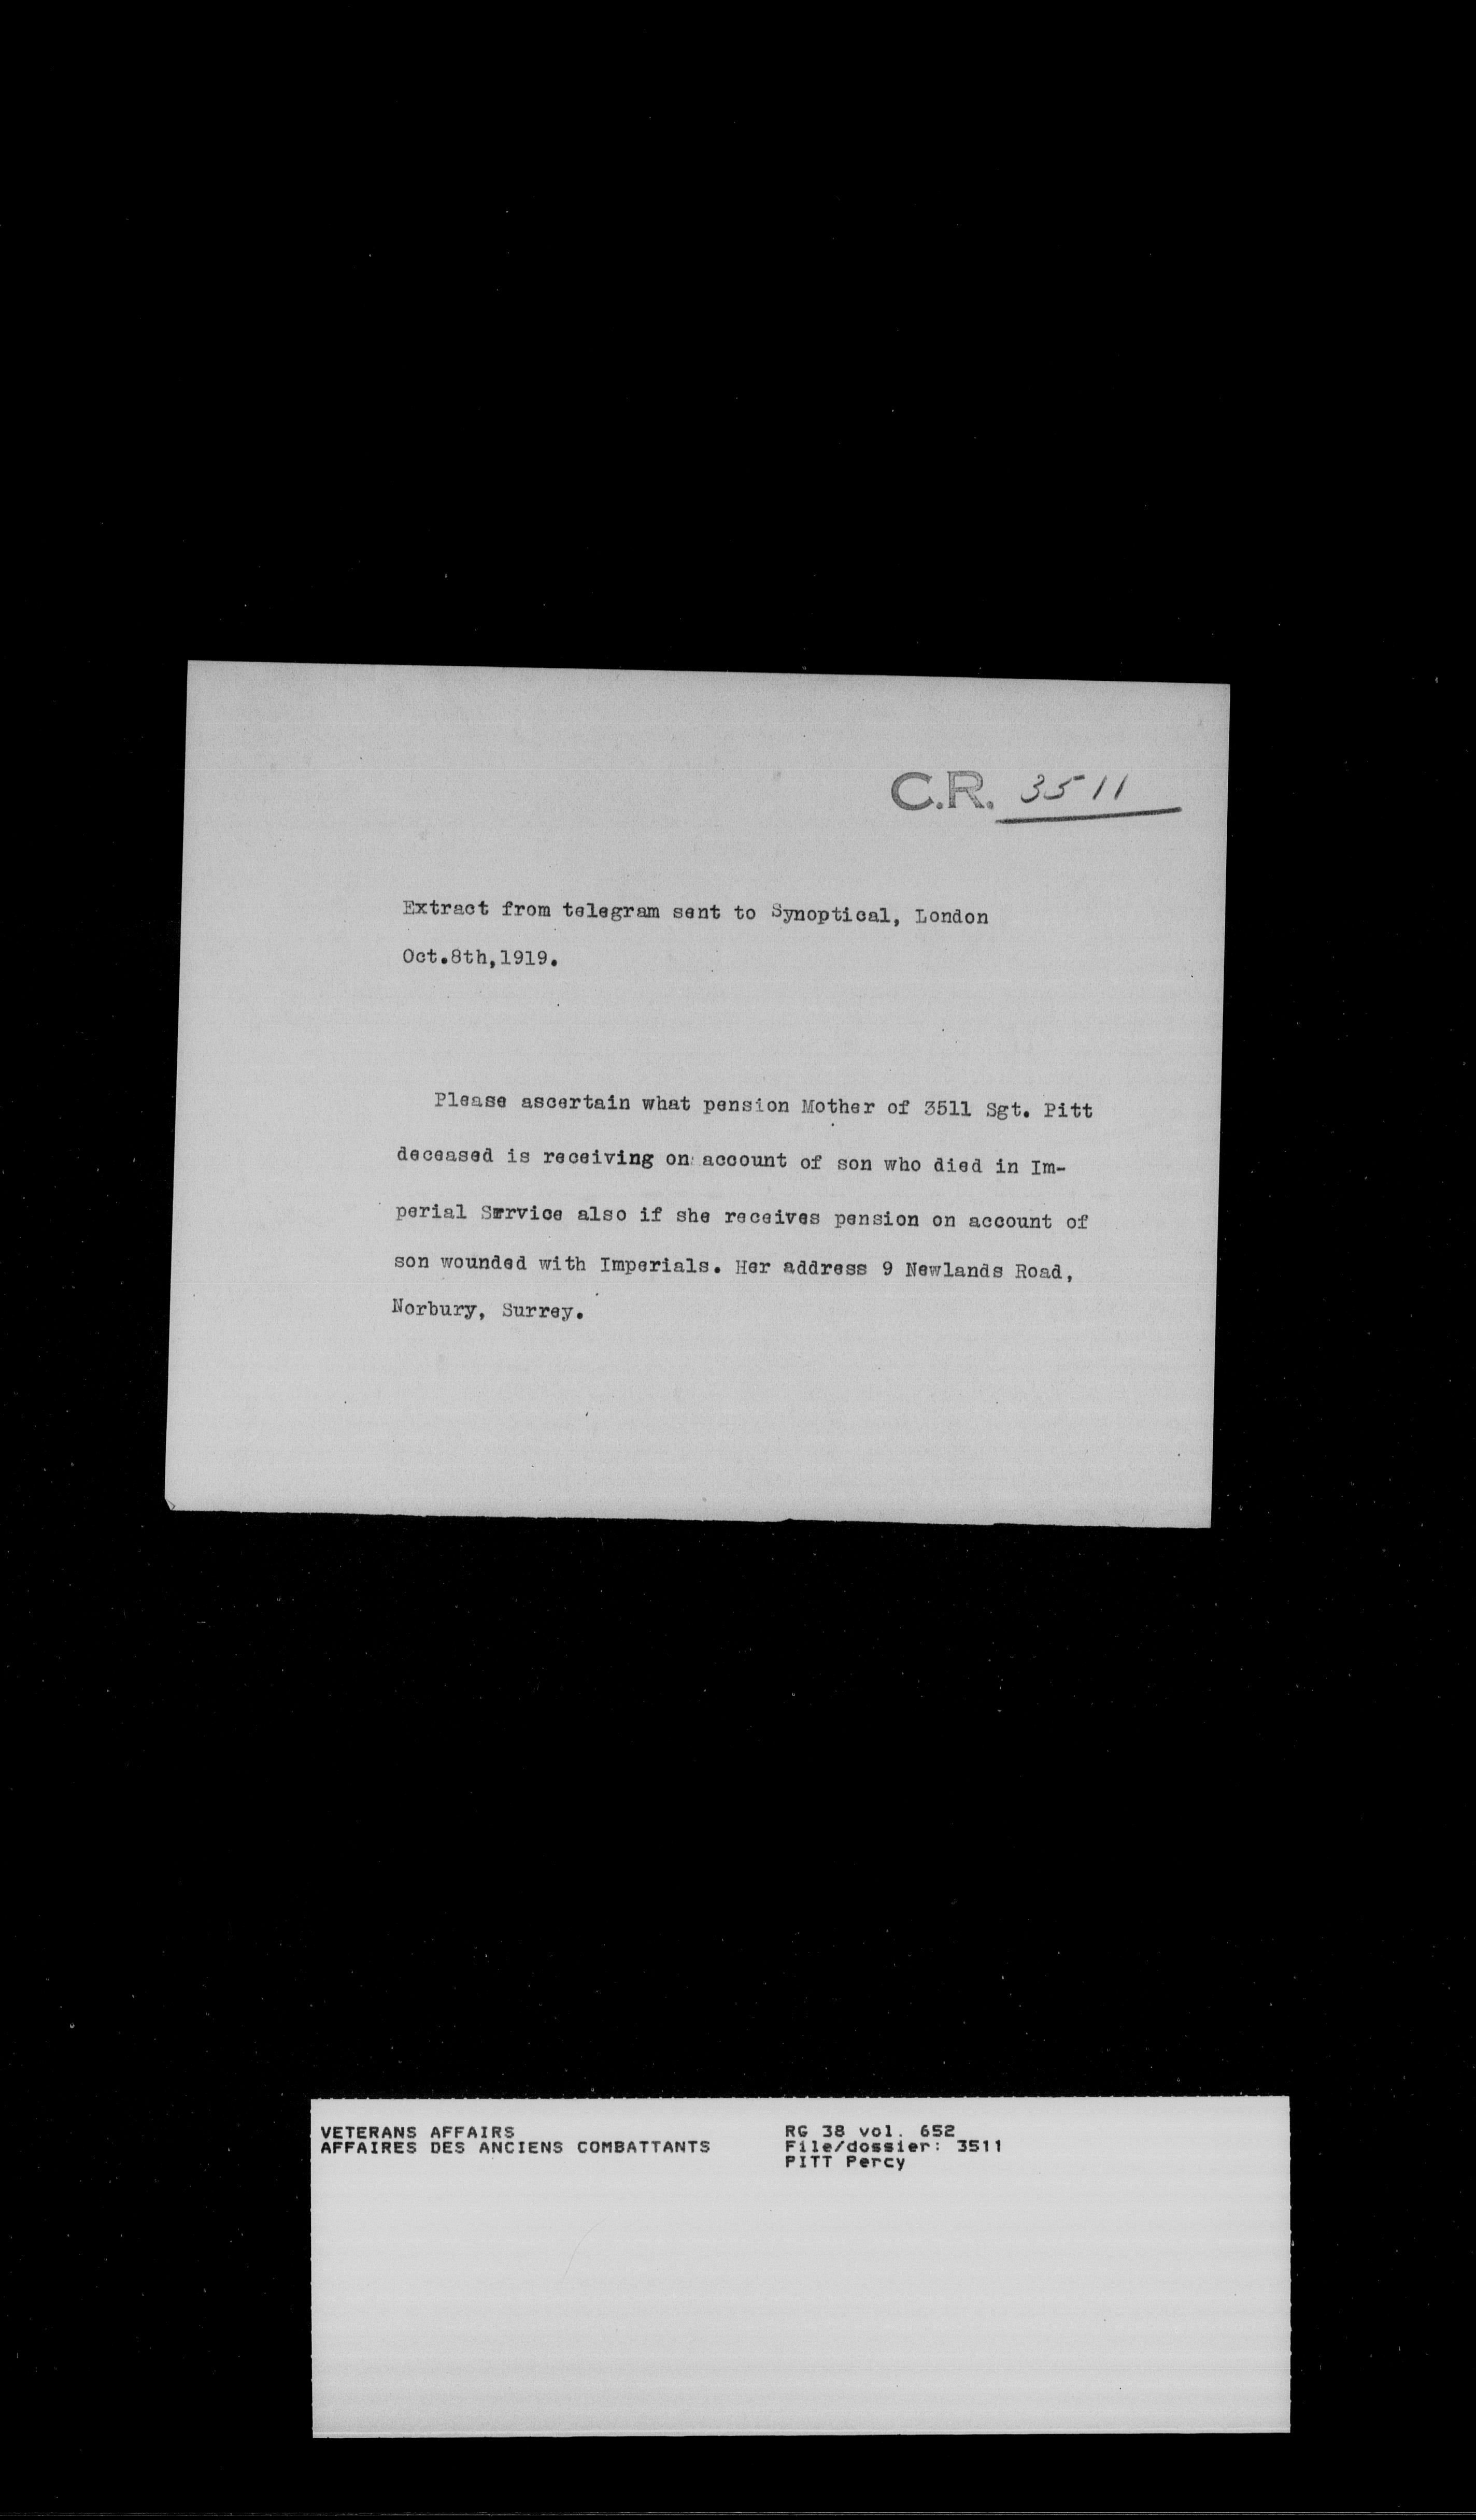 C.R. 3511
Extract from telegram sent to Synoptical, London
Oct.8th,1919.
Please ascertain what pension Mother of 3511 Sgt. Pitt
deceased is receiving on account of son who died in Im-
perial Service also if she receives pension on account of
son wounded with Imperials. Her address 9 Newlands Road,
Norbury, Surrey.
VETERANS AFFAIRS
AFFAIRES DES ANCIENS COMBATTANTS
RG 38 vol. 652
File/dossier: 3511
PITT Percy